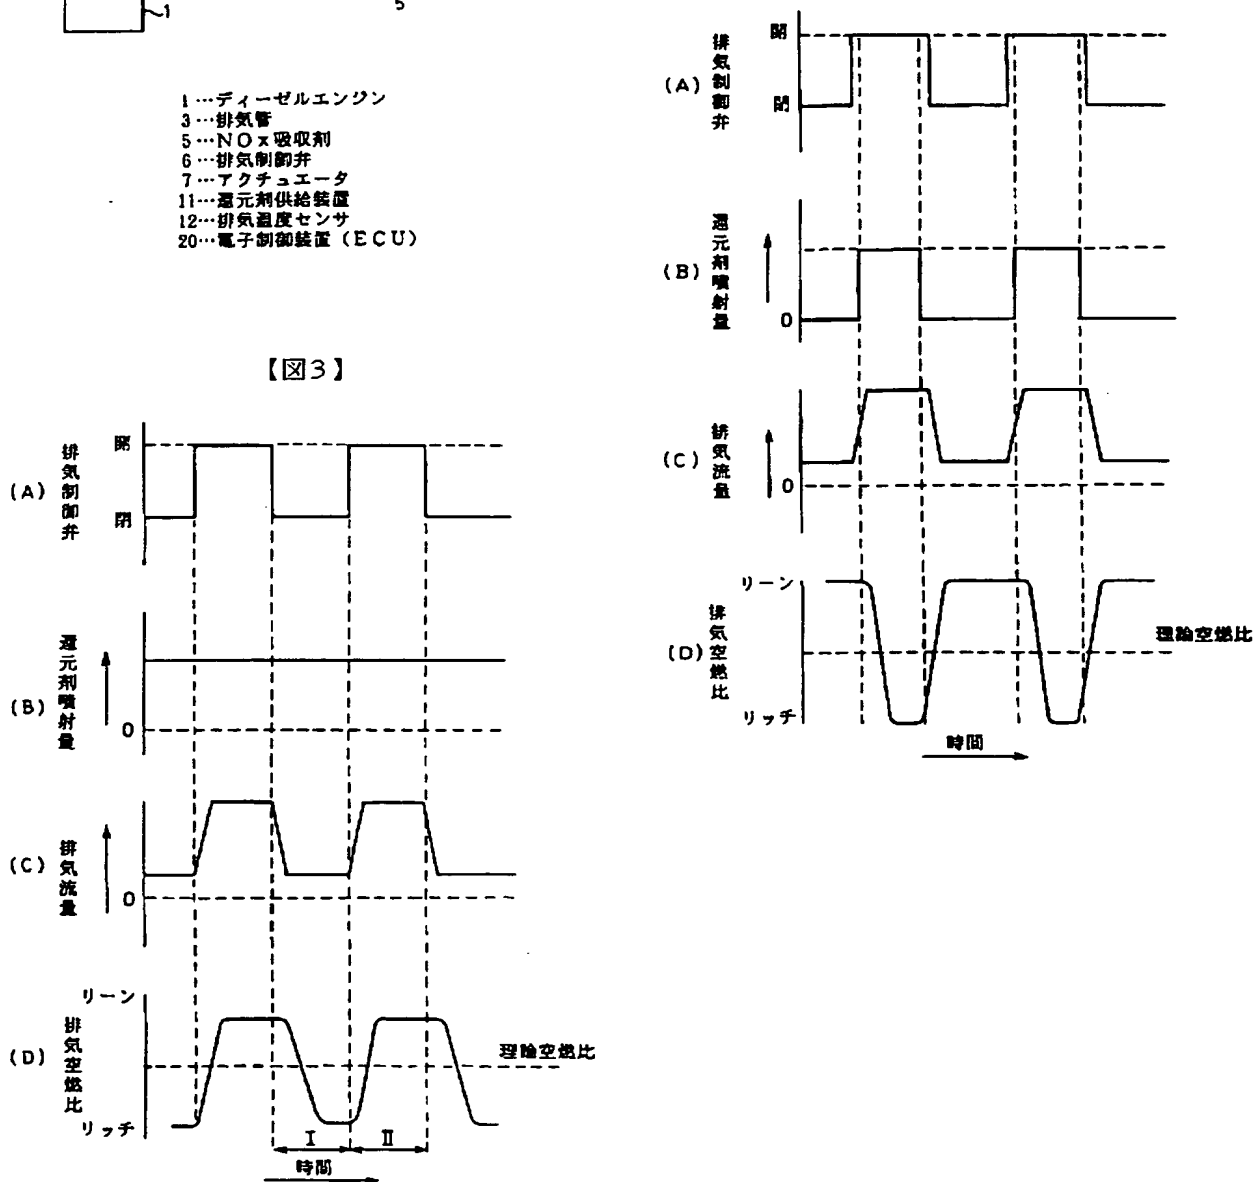 1
5
1…ディーゼルエンジン
3…排気管
5…NOx吸収剤
6…排気制御弁
7…アクチュエータ
11…還元剤供給装置
12…排気温度センサ
20…電子制御装置(ECU)
【図3】
(A)
排気制御弁
開
閉
(B)
還元剤噴射量
0
(C)
排気流量
0
(D)
排気空燃比
リーン
理論空燃比
リッチ
I
II
時間
(A)
排気制御弁
開
閉
(B)
還元剤噴射量
0
(C)
排気流量
0
(D)
排気空燃比
リーン
理論空燃比
リッチ
時間